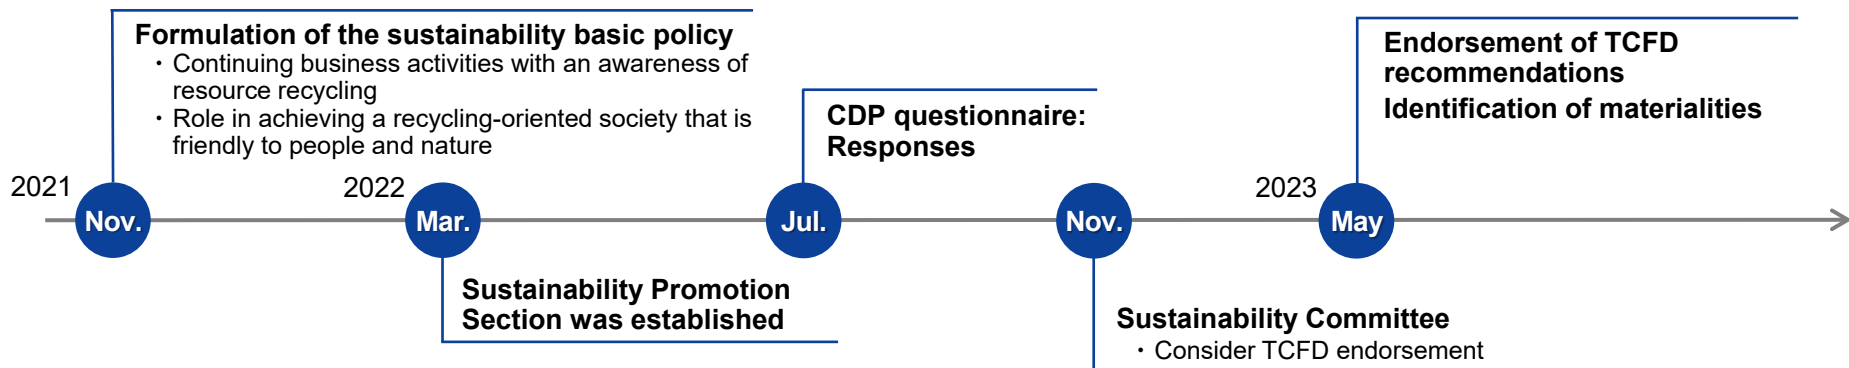 Formulation of the sustainability basic policy
・Continuing business activities with an awareness of
resource recycling
・Role in achieving a recycling-oriented society that is
friendly to people and nature
CDP questionnaire:
Responses
Endorsement of TCFD
recommendations
Identification of materialities
2021
Nov.
2022
Mar.
Jul.
Nov.
2023
May
Sustainability Promotion
Section was established
Sustainability Committee
・Consider TCFD endorsement